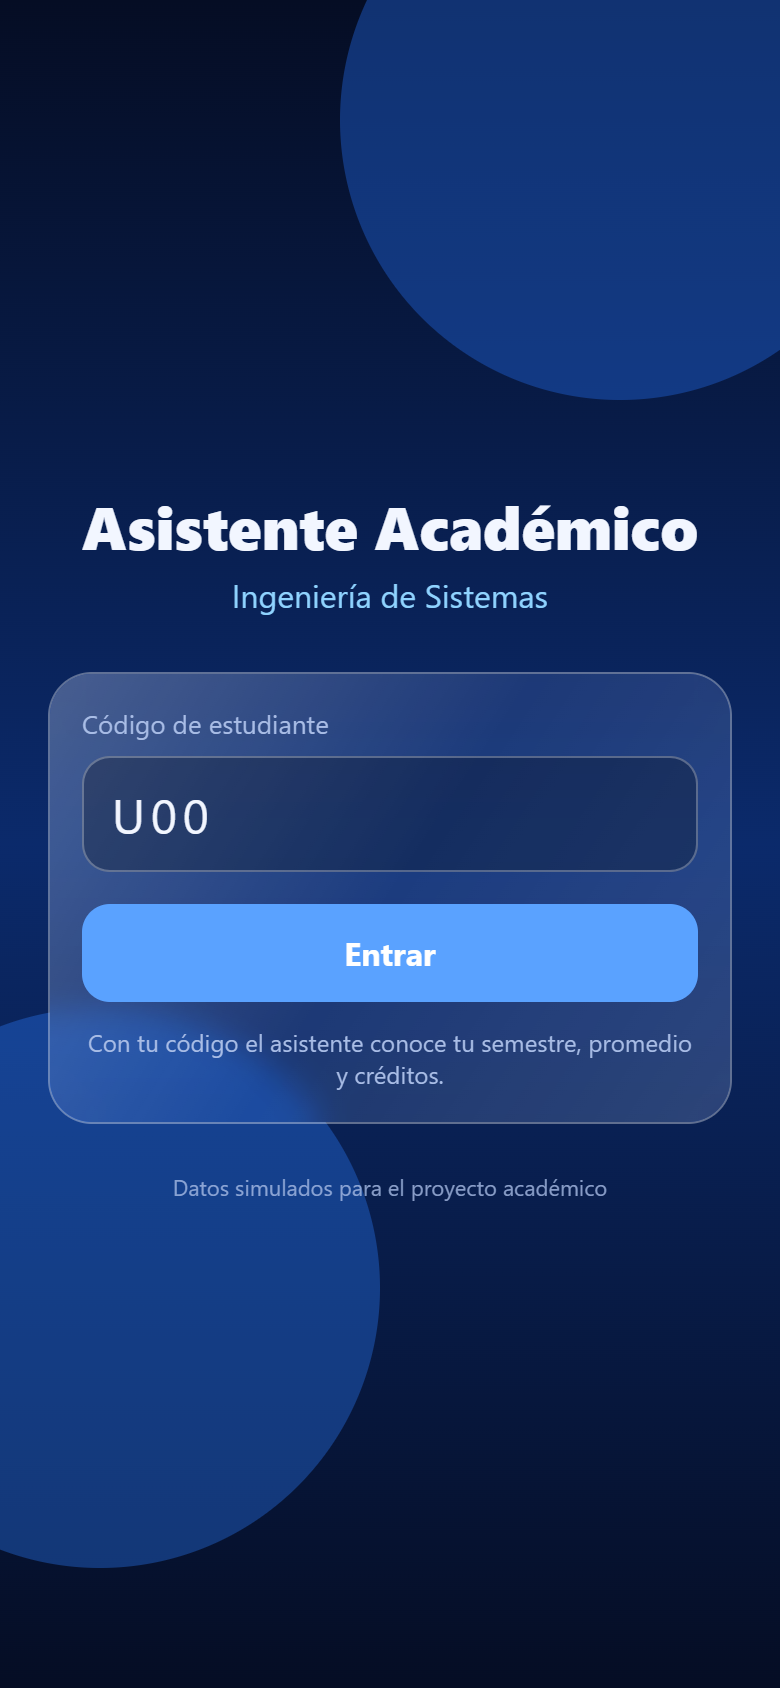 Asistente Académico
Ingeniería de Sistemas
Código de estudiante
U00
Entrar
Con tu código el asistente conoce tu semestre, promedio
y créditos.
Datos simulados para el proyecto académico